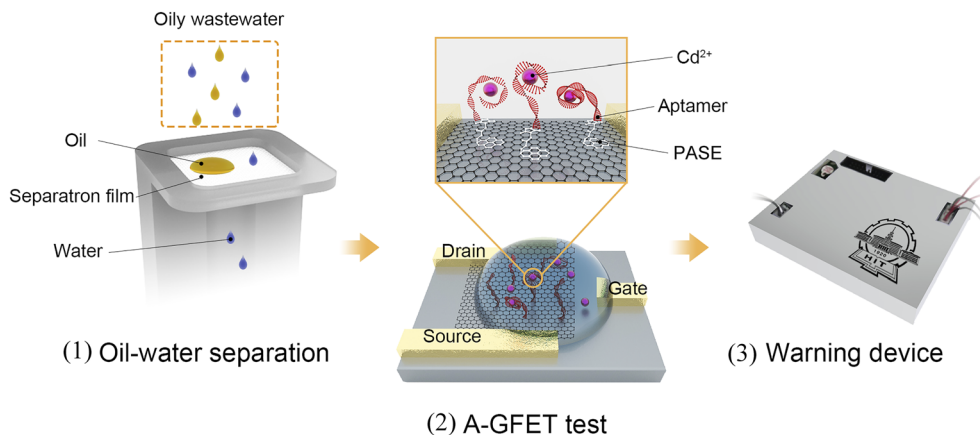 Oily wastewater
Oil
Separatron film
Water
(1) Oil-water separation
Cd²⁺
Aptamer
PASE
Drain
Gate
Source
(2) A-GFET test
1920
HIT
(3) Warning device